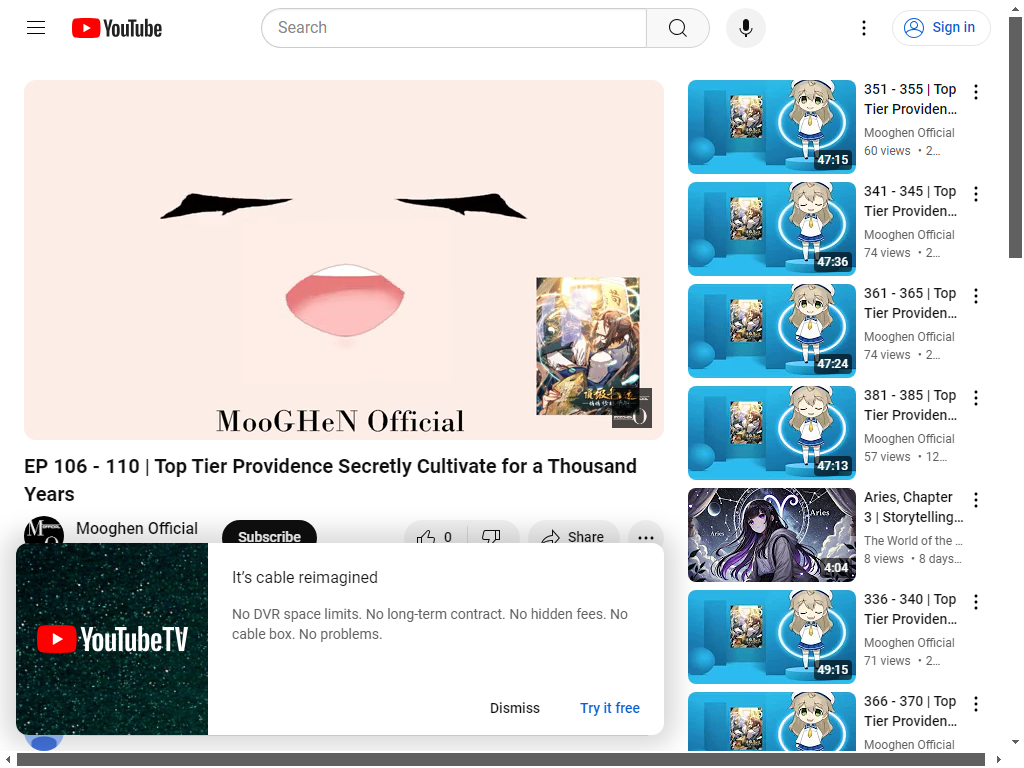 YouTube
Search
Sign in
MooGHeN Official
EP 106 - 110 | Top Tier Providence Secretly Cultivate for a Thousand
Years
Mooghen Official
Subscribe
0
Share
It's cable reimagined
No DVR space limits. No long-term contract. No hidden fees. No
cable box. No problems.
YouTubeTV
Dismiss
Try it free
351 - 355 | Top
Tier Providen...
Mooghen Official
60 views • 2...
47:15
341 - 345 | Top
Tier Providen...
Mooghen Official
74 views • 2...
47:36
361 - 365 | Top
Tier Providen...
Mooghen Official
74 views • 2...
47:24
381 - 385 | Top
Tier Providen...
Mooghen Official
57 views • 12...
47:13
Aries, Chapter
3 | Storytelling...
The World of the ...
8 views • 8 days...
Aries
Aries
4:04
336 - 340 | Top
Tier Providen...
Mooghen Official
71 views • 2...
49:15
366 - 370 | Top
Tier Providen...
Mooghen Official